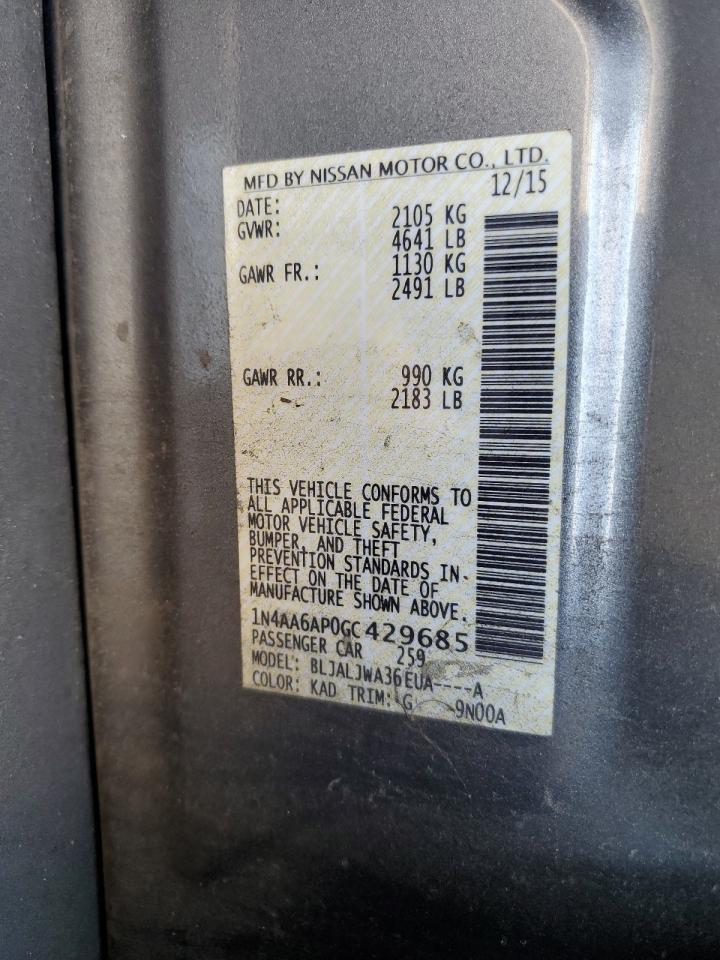 MFD BY NISSAN MOTOR CO., LTD.
DATE: 12/15
GVWR: 2105 KG
4641 LB
GAWR FR.: 1130 KG
2491 LB
GAWR RR.: 990 KG
2183 LB
THIS VEHICLE CONFORMS TO
ALL APPLICABLE FEDERAL
MOTOR VEHICLE SAFETY,
BUMPER, AND THEFT
PREVENTION STANDARDS IN
EFFECT ON THE DATE OF
MANUFACTURE SHOWN ABOVE.
1N4AA6AP0GC429685
PASSENGER CAR 259
MODEL: BLJALJWA36EUA----A
COLOR: KAD TRIM: G 9N00A